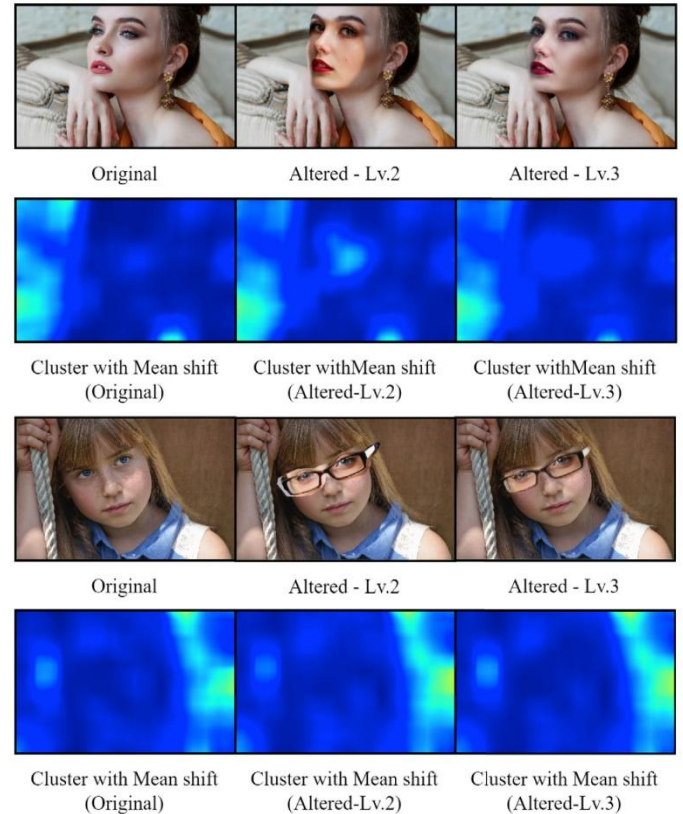 Original Altered - Lv.2 Altered - Lv.3
Cluster with Mean shift Cluster withMean shift Cluster withMean shift
(Original) (Altered-Lv.2) (Altered-Lv.3)
Original Altered - Lv.2 Altered - Lv.3
Cluster with Mean shift Cluster with Mean shift Cluster with Mean shift
(Original) (Altered-Lv.2) (Altered-Lv.3)